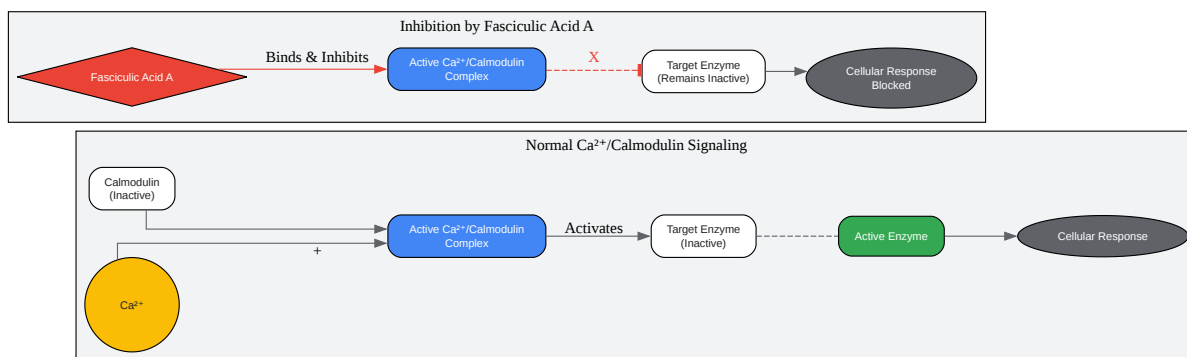 Inhibition by Fasciculic Acid A
Fasciculic Acid A
Binds & Inhibits
Active Ca²⁺/Calmodulin
Complex
X
Target Enzyme
(Remains Inactive)
Cellular Response
Blocked
Normal Ca²⁺/Calmodulin Signaling
Calmodulin
(Inactive)
Ca²⁺
+
Active Ca²⁺/Calmodulin
Complex
Activates
Target Enzyme
(Inactive)
Active Enzyme
Cellular Response